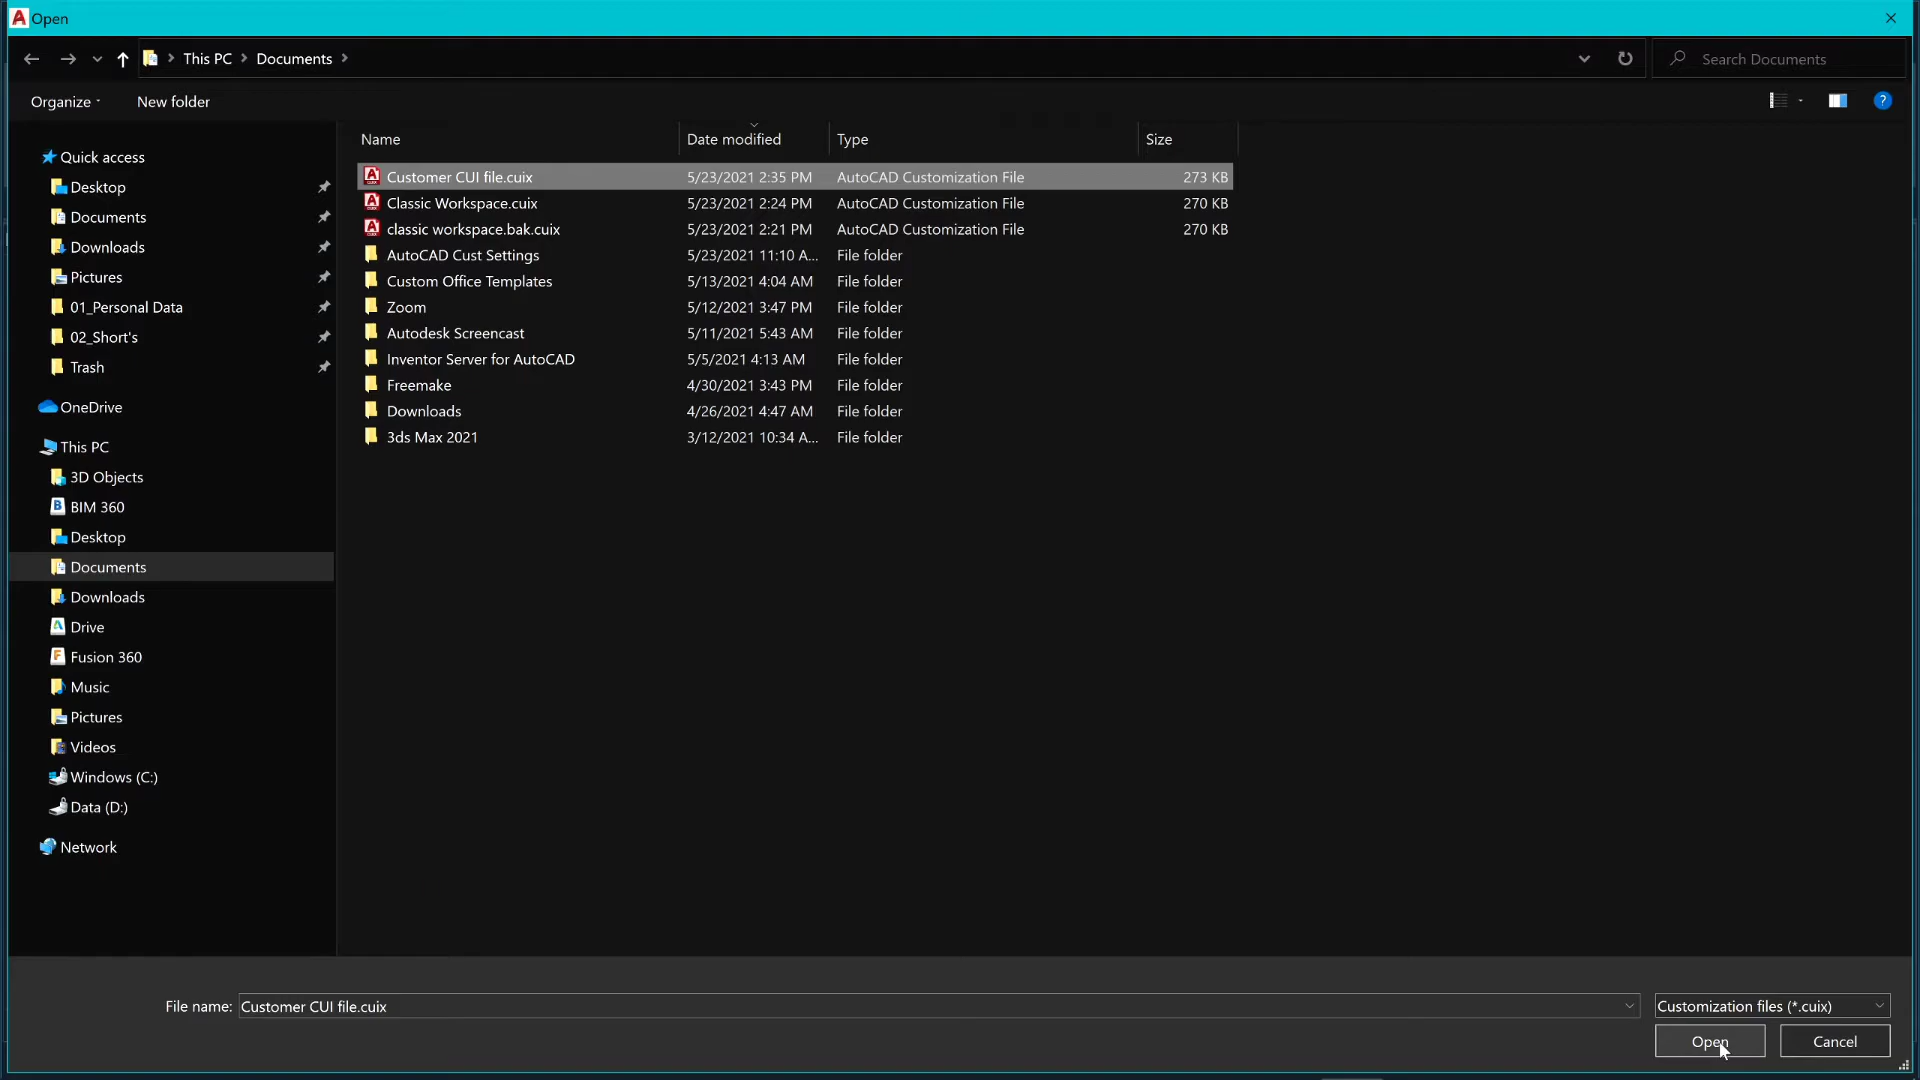 Open
This PC Documents
Search Documents
Organize
New folder
Name Date modified Type Size
Customer CUI file.cuix 5/23/2021 2:35 PM AutoCAD Customization File 273 KB
Classic Workspace.cuix 5/23/2021 2:24 PM AutoCAD Customization File 270 KB
classic workspace.bak.cuix 5/23/2021 2:21 PM AutoCAD Customization File 270 KB
AutoCAD Cust Settings 5/23/2021 11:10 A... File folder
Custom Office Templates 5/13/2021 4:04 AM File folder
Zoom 5/12/2021 3:47 PM File folder
Autodesk Screencast 5/11/2021 5:43 AM File folder
Inventor Server for AutoCAD 5/5/2021 4:13 AM File folder
Freemake 4/30/2021 3:43 PM File folder
Downloads 4/26/2021 4:47 AM File folder
3ds Max 2021 3/12/2021 10:34 A... File folder
Quick access
Desktop
Documents
Downloads
Pictures
01_Personal Data
02_Short's
Trash
OneDrive
This PC
3D Objects
BIM 360
Desktop
Documents
Downloads
Drive
Fusion 360
Music
Pictures
Videos
Windows (C:)
Data (D:)
Network
File name: Customer CUI file.cuix
Customization files (*.cuix)
Open
Cancel